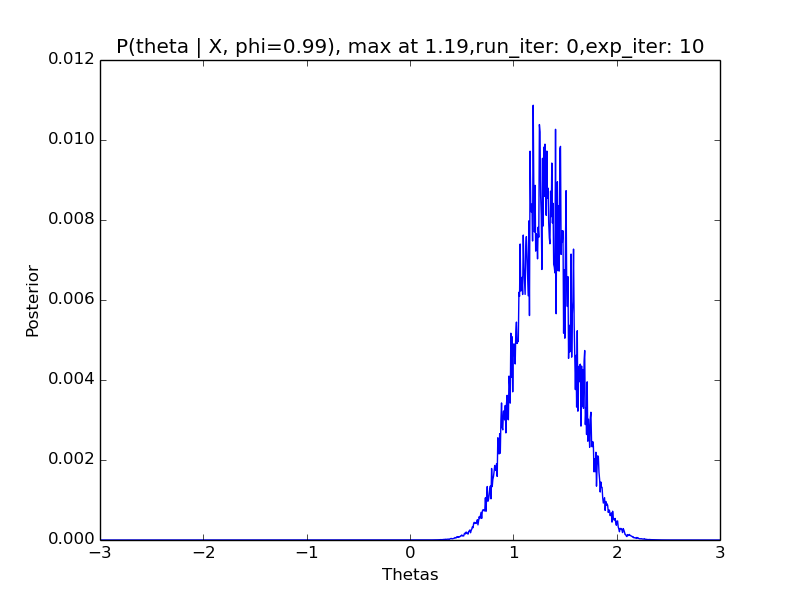 P(theta | X, phi=0.99), max at 1.19,run_iter: 0,exp_iter: 10
0.012
0.010
0.008
0.006
0.004
0.002
0.000
Posterior
−3 −2 −1 0 1 2 3
Thetas